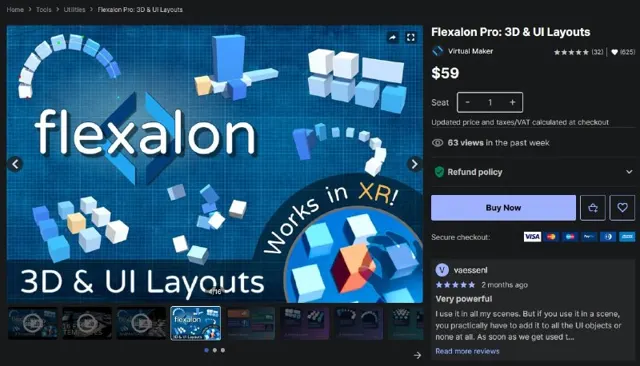 Home > Tools > Utilities > Flexalon Pro: 3D & UI Layouts
flexalon
Works in XR!
3D & UI Layouts
4/16
flexalon
Flexalon Pro: 3D & UI Layouts
Virtual Maker
(32) | (625)
$59
Seat - 1 +
Updated price and taxes/VAT calculated at checkout
63 views in the past week
Refund policy
Buy Now
Secure checkout: VISA
V vaessenl
2 months ago
Very powerful
I use it in all my scenes. But if you use it in a scene,
you practically have to add it to all the UI objects or
none at all. As soon as we get used t...
Read more reviews